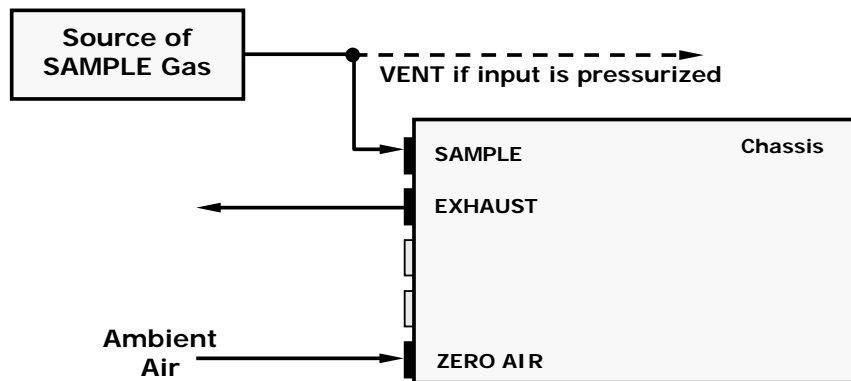 Source of
SAMPLE Gas
VENT if input is pressurized
SAMPLE
Chassis
EXHAUST
Ambient
Air
ZERO AIR